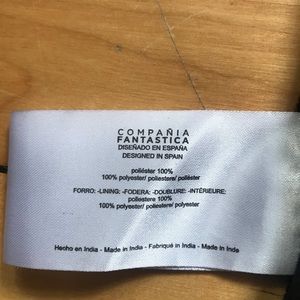 COMPAÑIA
FANTASTICA
DISEÑADO EN ESPAÑA
DESIGNED IN SPAIN
poliéster 100%
100% polyester/ poliestere/ poliéster
FORRO: -LINING: -FODERA: -DOUBLURE: -INTÉRIEURE:
poliestere 100%
100% polyester/ poliestere/ polyester
Hecho en India - Made in India - Fabriqué in India - Made in Inde